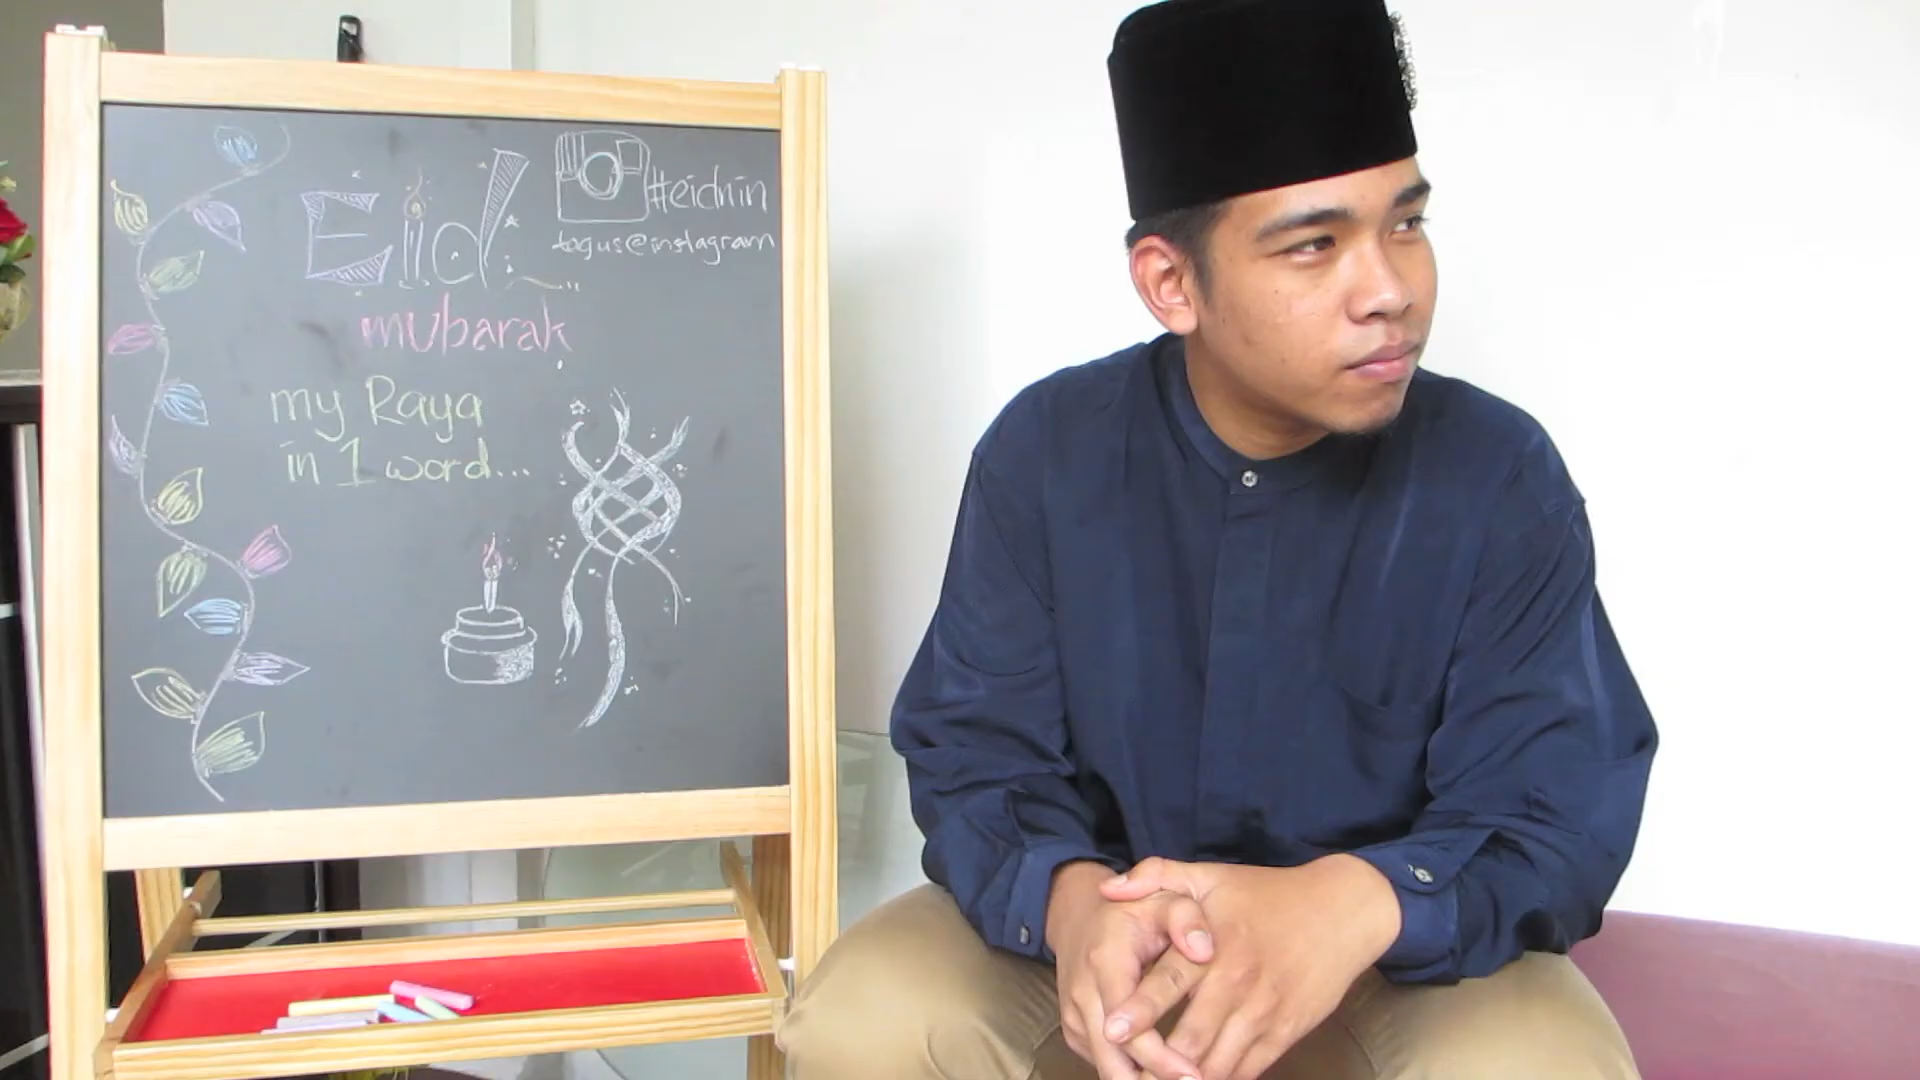 Eid
#eidnin
tag us@instagram
mubarak
my Raya
in 1 word...